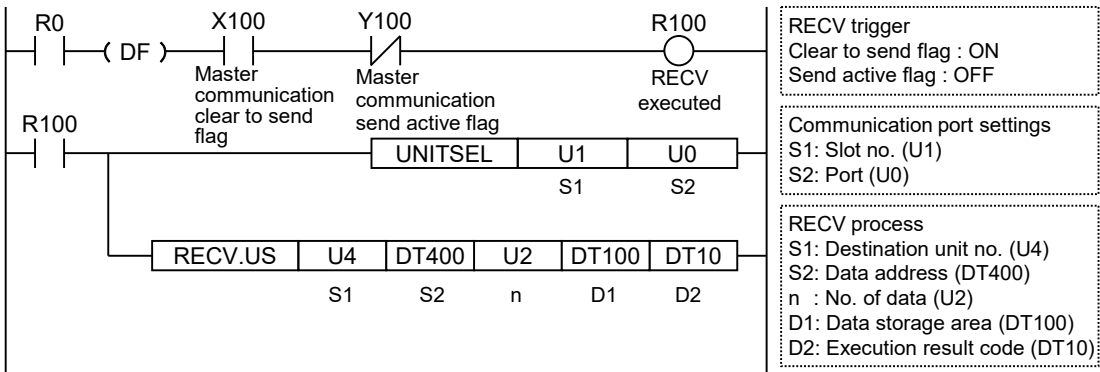 R0
( DF )
X100
Y100
R100
Master
communication
clear to send
flag
Master
communication
send active flag
RECV
executed
R100
UNITSEL U1 U0
S1 S2
RECV.US U4 DT400 U2 DT100 DT10
S1 S2 n D1 D2
RECV trigger
Clear to send flag : ON
Send active flag : OFF
Communication port settings
S1: Slot no. (U1)
S2: Port (U0)
RECV process
S1: Destination unit no. (U4)
S2: Data address (DT400)
n : No. of data (U2)
D1: Data storage area (DT100)
D2: Execution result code (DT10)